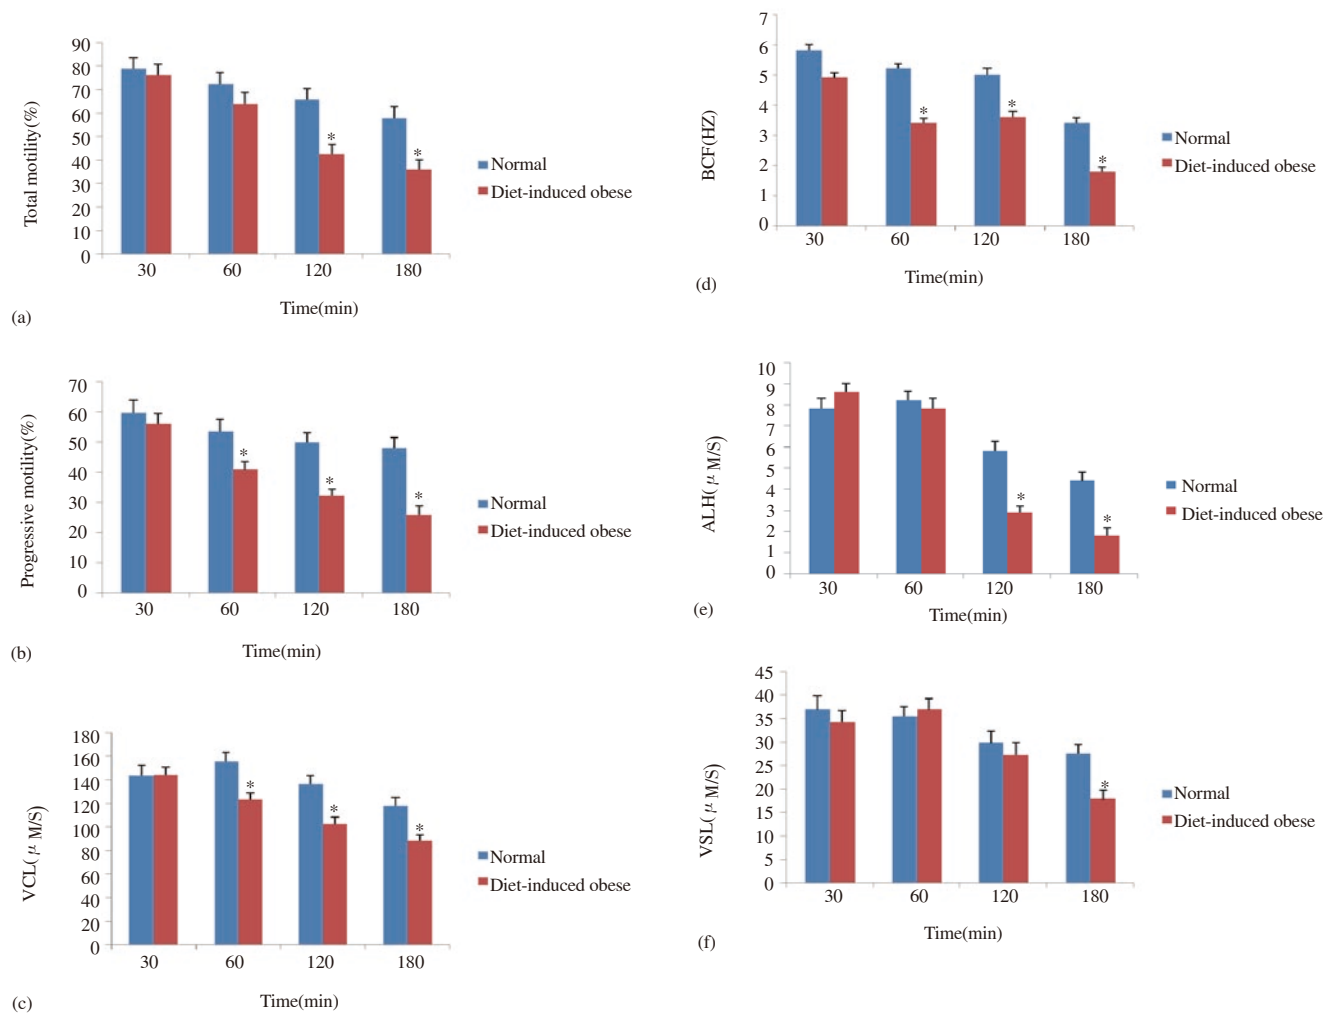 90
80
70
60
50
40
30
20
10
0
Total motility(%)
* *
Normal
Diet-induced obese
30 60 120 180
Time(min)
(a)
70
60
50
40
30
20
10
0
Progressive motility(%)
* * *
Normal
Diet-induced obese
30 60 120 180
Time(min)
(b)
180
160
140
120
100
80
60
40
20
0
VCL(μ M/S)
* * *
Normal
Diet-induced obese
30 60 120 180
Time(min)
(c)
7
6
5
4
3
2
1
0
BCF(HZ)
* * *
Normal
Diet-induced obese
30 60 120 180
Time(min)
(d)
10
9
8
7
6
5
4
3
2
1
0
ALH(μ M/S)
* *
Normal
Diet-induced obese
30 60 120 180
Time(min)
(e)
45
40
35
30
25
20
15
10
5
0
VSL(μ M/S)
*
Normal
Diet-induced obese
30 60 120 180
Time(min)
(f)